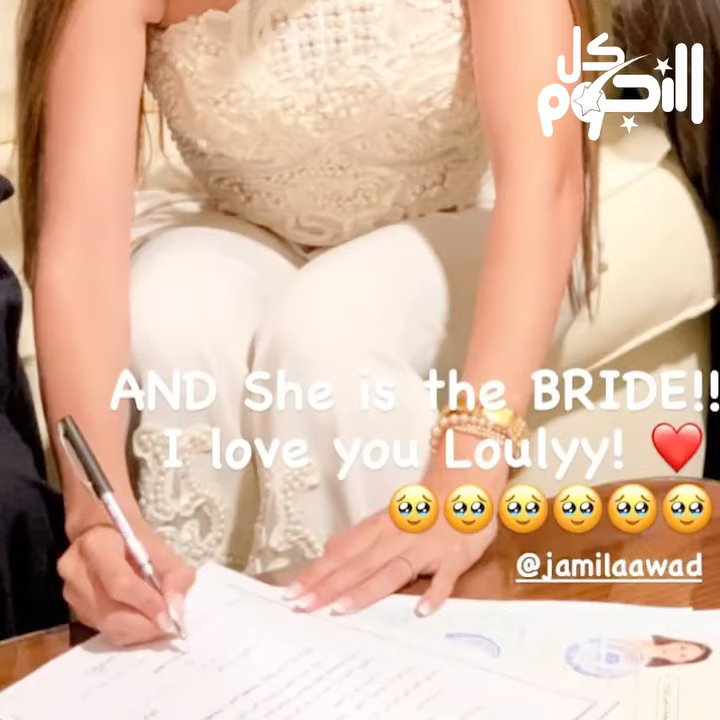 كل
النجوم
AND She is the BRIDE!!
I love you Loulyy! ❤️
🥹🥹🥹🥹🥹🥹
@jamilaawad